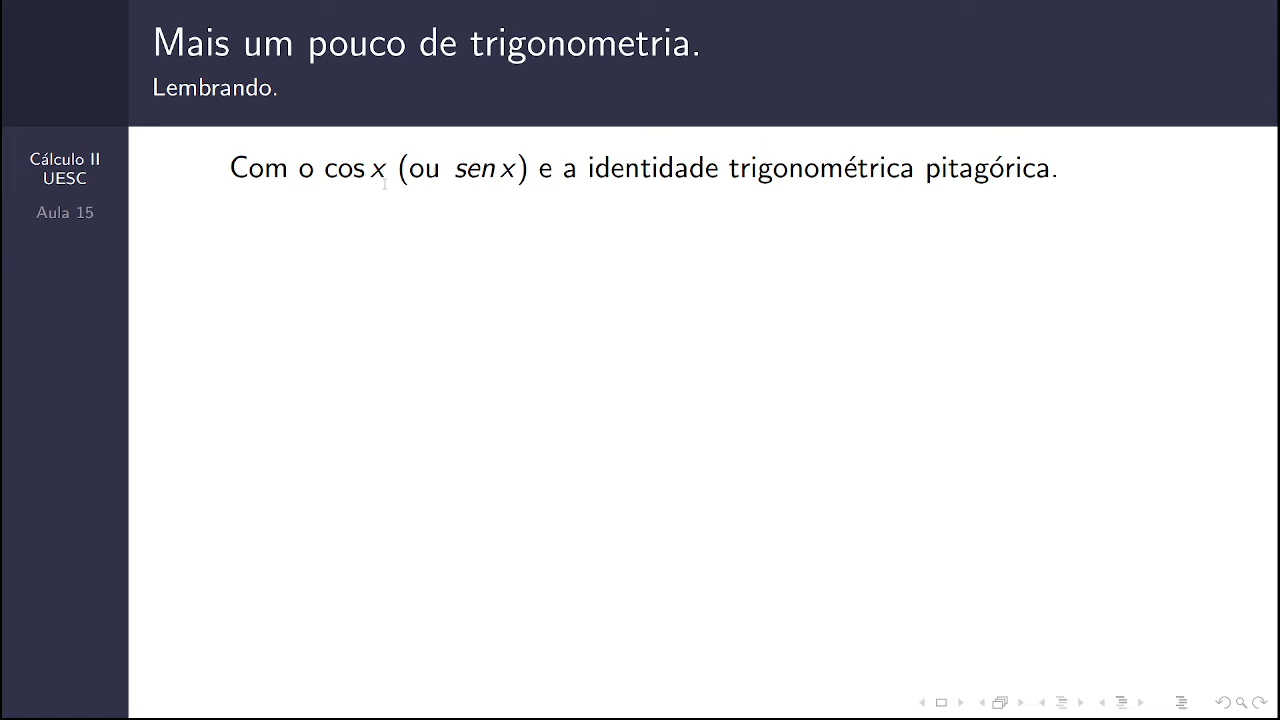 Mais um pouco de trigonometria.
Lembrando.
Cálculo II
UESC
Aula 15
Com o cos x (ou sen x) e a identidade trigonométrica pitagórica.